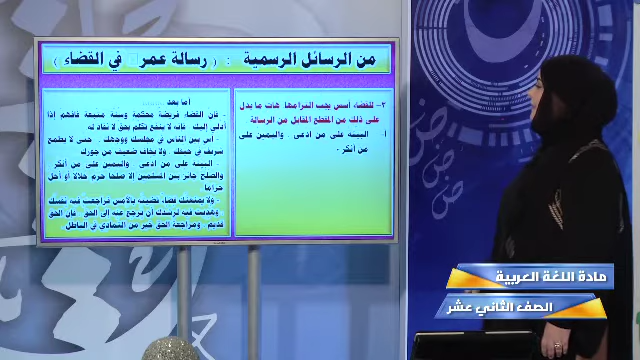 من الرسائل الرسمية : ( رسالة عمر في القضاء )
٢- للقضاء أسس يجب التزامها هات ما يدل
على ذلك من المقطع المقابل من الرسالة
أ- البينة على من ادعى ، واليمين على
من أنكر .
أما بعد ..........
- فإن القضاء فريضة محكمة وسنة متبعة فافهم إذا
أدلي إليك ، فإنه لا ينفع تكلم بحق لا نفاذ له
- آس بين الناس في مجلسك ووجهك ، حتى لا يطمع
شريف في حيفك ، ولا يخاف ضعيف من جورك
- البينة على من ادعى واليمين على من أنكر
والصلح جائز بين المسلمين إلا صلحا حرم حلالا أو أحل
حراما .
- ولا يمنعنك قضاء قضيته بالأمس فراجعت فيه نفسك
وهديت فيه لرشدك أن ترجع عنه إلى الحق ، فإن الحق
قديم ، ومراجعة الحق خير من التمادي في الباطل .
مادة اللغة العربية
الصف الثاني عشر